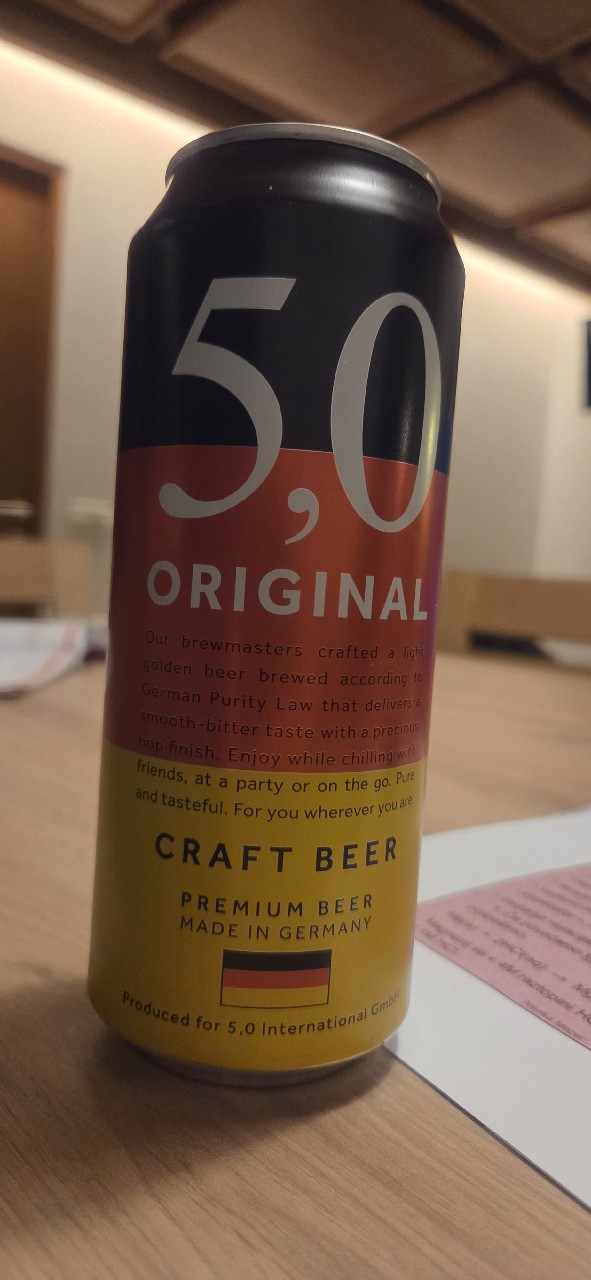 5,0
ORIGINAL
Our brewmasters crafted a light
golden beer brewed according to
German Purity Law that delivers a
smooth-bitter taste with a precious
hop finish. Enjoy while chilling with
friends, at a party or on the go. Pure
and tasteful. For you wherever you are.
CRAFT BEER
PREMIUM BEER
MADE IN GERMANY
Produced for 5,0 International GmbH